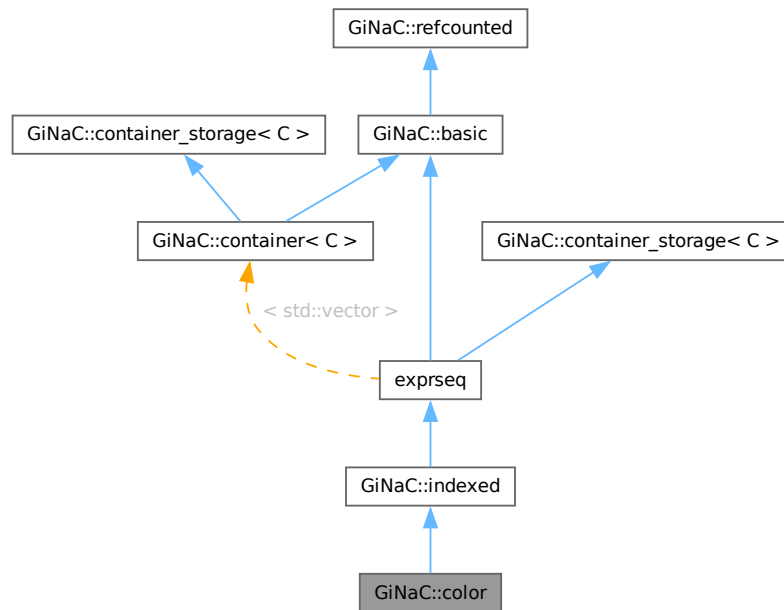 GiNaC::refcounted
GiNaC::container_storage< C >
GiNaC::basic
GiNaC::container< C >
GiNaC::container_storage< C >
< std::vector >
exprseq
GiNaC::indexed
GiNaC::color